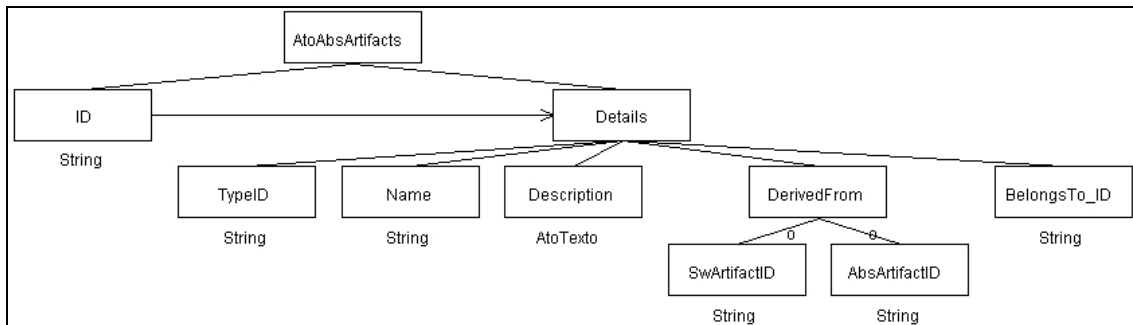 AtoAbsArtifacts
ID
Details
String
TypeID
Name
Description
DerivedFrom
BelongsTo_ID
String
String
AtoTexto
String
0
0
SwArtifactID
AbsArtifactID
String
String